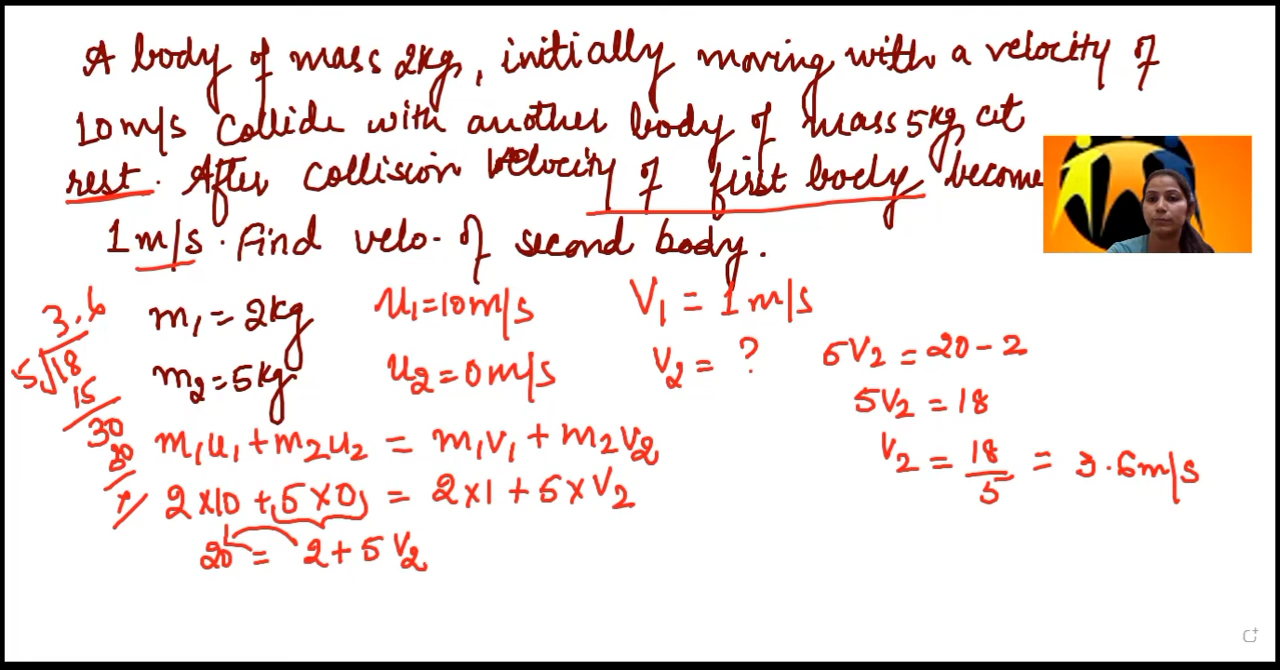 A body of mass 2kg, initially moving with a velocity of
10m/s collide with another body of mass 5kg at
rest. After collision velocity of first body become
1m/s. Find velo. of second body.
m₁ = 2kg u₁=10m/s V₁ = 1m/s
m₂ = 5kg u₂ = 0m/s V₂ = ?
m₁u₁ + m₂u₂ = m₁v₁ + m₂v₂
2×10 + 5×0 = 2×1 + 5×V₂
20 = 2+5V₂
5V₂ = 20-2
5V₂ = 18
V₂ = 18/5 = 3.6m/s
3.6
5√18
15
30
30